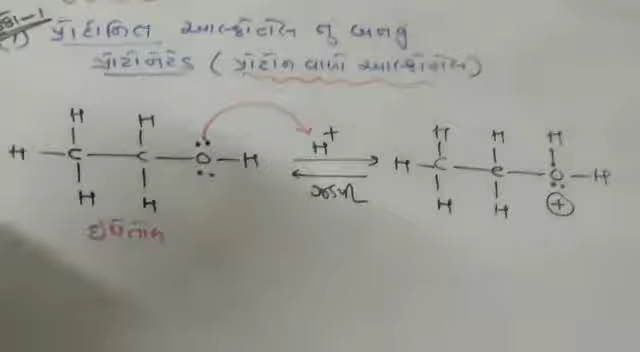 પ્રોટોનિત આલ્કોહોલ નું બનવું
પ્રોટોનેટેડ ( પ્રોટોન વાળો આલ્કોહોલ )
H H H H H
H – C – C – O – H H+ H – C – C – O – H
H H ઝડપી H H +
ઇથેનોલ